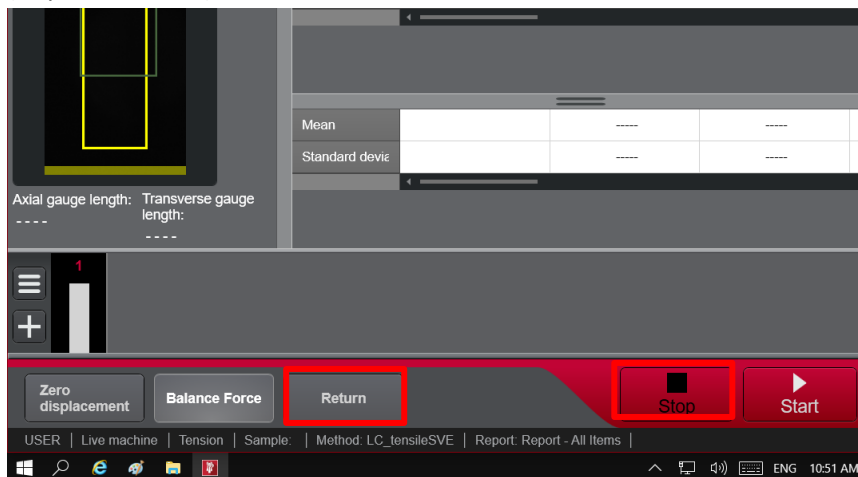 Mean ----- -----
Standard devia ----- -----
Axial gauge length: Transverse gauge
length:
- - - - - - - -
1
Zero
displacement
Balance Force
Return
Stop
Start
USER | Live machine | Tension | Sample: | Method: LC_tensileSVE | Report: Report - All Items |
ENG 10:51 AM